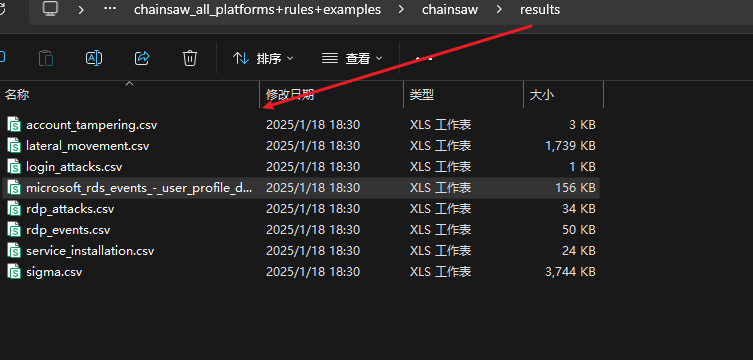 … chainsaw_all_platforms+rules+examples > chainsaw > results
排序 查看 …
名称 修改日期 类型 大小
account_tampering.csv 2025/1/18 18:30 XLS 工作表 3 KB
lateral_movement.csv 2025/1/18 18:30 XLS 工作表 1,739 KB
login_attacks.csv 2025/1/18 18:30 XLS 工作表 1 KB
microsoft_rds_events_-_user_profile_d... 2025/1/18 18:30 XLS 工作表 156 KB
rdp_attacks.csv 2025/1/18 18:30 XLS 工作表 34 KB
rdp_events.csv 2025/1/18 18:30 XLS 工作表 50 KB
service_installation.csv 2025/1/18 18:30 XLS 工作表 24 KB
sigma.csv 2025/1/18 18:30 XLS 工作表 3,744 KB